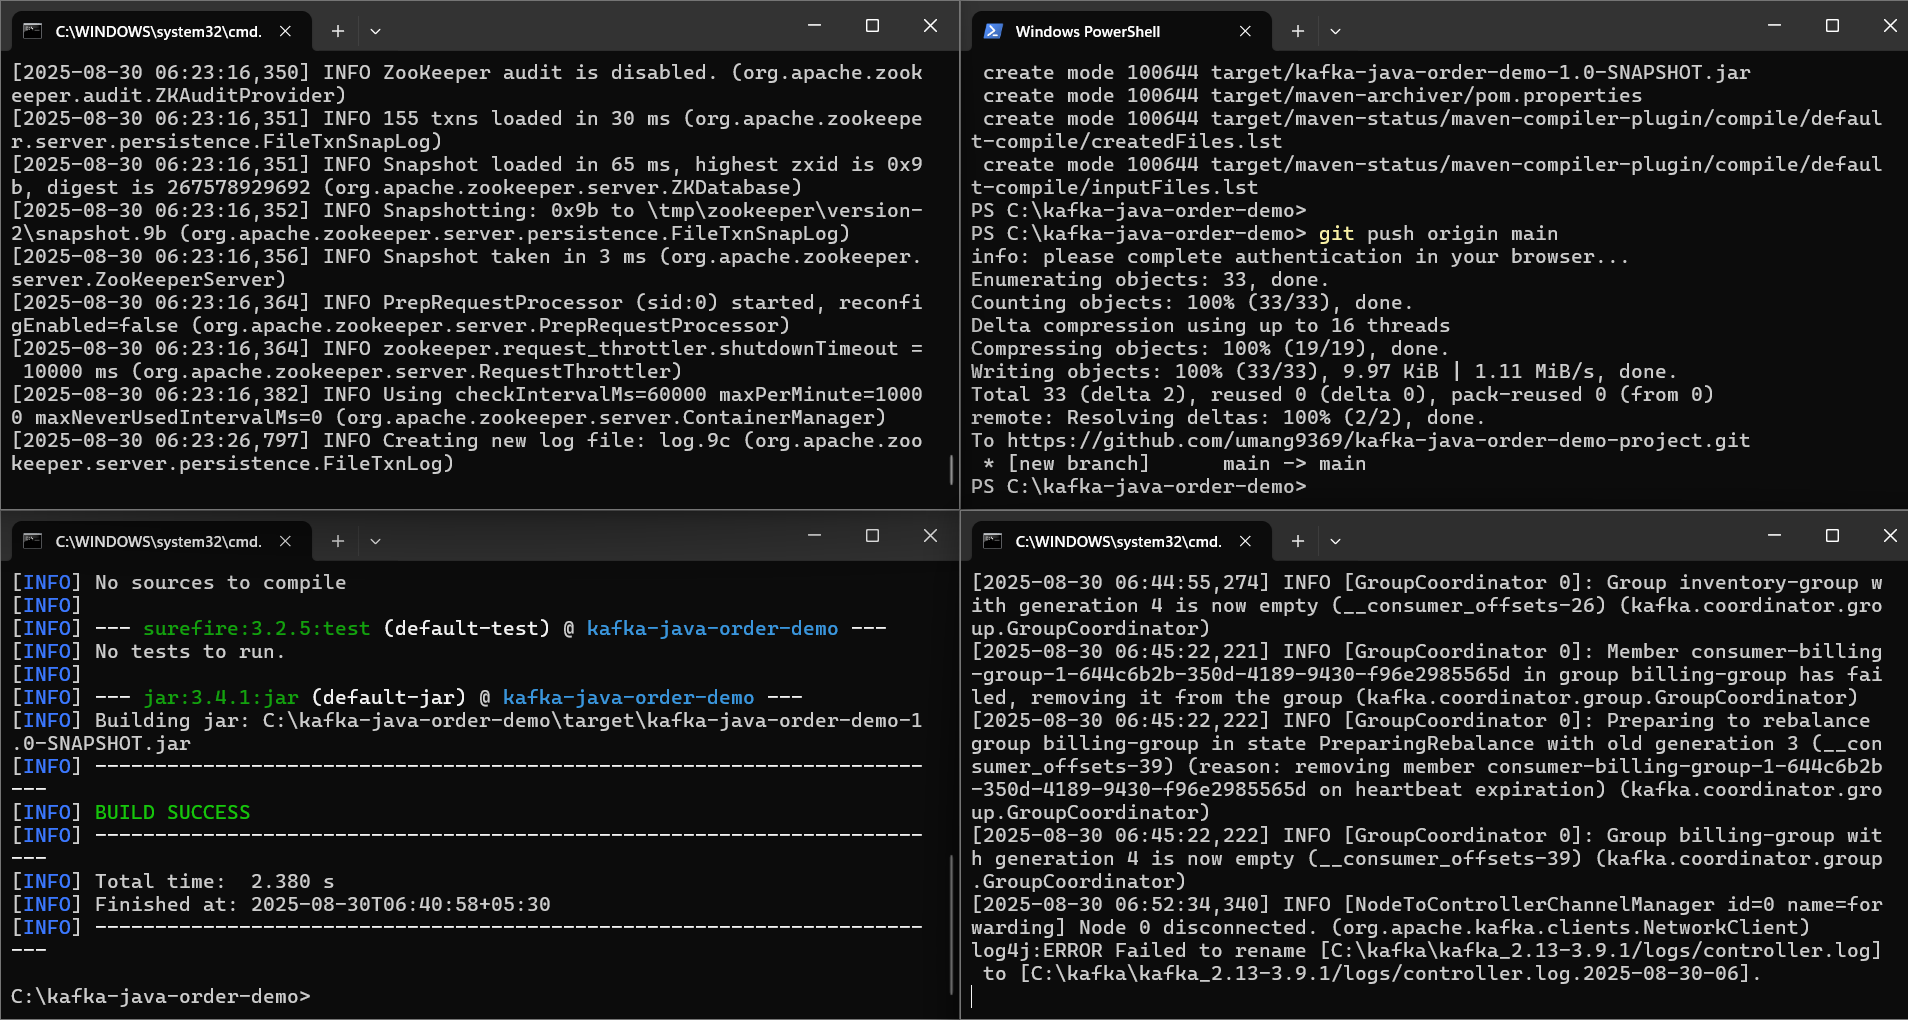 C:\WINDOWS\system32\cmd.
[2025-08-30 06:23:16,350] INFO ZooKeeper audit is disabled. (org.apache.zook
eeper.audit.ZKAuditProvider)
[2025-08-30 06:23:16,351] INFO 155 txns loaded in 30 ms (org.apache.zookeepe
r.server.persistence.FileTxnSnapLog)
[2025-08-30 06:23:16,351] INFO Snapshot loaded in 65 ms, highest zxid is 0x9
b, digest is 267578929692 (org.apache.zookeeper.server.ZKDatabase)
[2025-08-30 06:23:16,352] INFO Snapshotting: 0x9b to \tmp\zookeeper\version-
2\snapshot.9b (org.apache.zookeeper.server.persistence.FileTxnSnapLog)
[2025-08-30 06:23:16,356] INFO Snapshot taken in 3 ms (org.apache.zookeeper.
server.ZooKeeperServer)
[2025-08-30 06:23:16,364] INFO PrepRequestProcessor (sid:0) started, reconfi
gEnabled=false (org.apache.zookeeper.server.PrepRequestProcessor)
[2025-08-30 06:23:16,364] INFO zookeeper.request_throttler.shutdownTimeout =
 10000 ms (org.apache.zookeeper.server.RequestThrottler)
[2025-08-30 06:23:16,382] INFO Using checkIntervalMs=60000 maxPerMinute=1000
0 maxNeverUsedIntervalMs=0 (org.apache.zookeeper.server.ContainerManager)
[2025-08-30 06:23:26,797] INFO Creating new log file: log.9c (org.apache.zoo
keeper.server.persistence.FileTxnLog)
Windows PowerShell
 create mode 100644 target/kafka-java-order-demo-1.0-SNAPSHOT.jar
 create mode 100644 target/maven-archiver/pom.properties
 create mode 100644 target/maven-status/maven-compiler-plugin/compile/defaul
t-compile/createdFiles.lst
 create mode 100644 target/maven-status/maven-compiler-plugin/compile/defaul
t-compile/inputFiles.lst
PS C:\kafka-java-order-demo>
PS C:\kafka-java-order-demo> git push origin main
info: please complete authentication in your browser...
Enumerating objects: 33, done.
Counting objects: 100% (33/33), done.
Delta compression using up to 16 threads
Compressing objects: 100% (19/19), done.
Writing objects: 100% (33/33), 9.97 KiB | 1.11 MiB/s, done.
Total 33 (delta 2), reused 0 (delta 0), pack-reused 0 (from 0)
remote: Resolving deltas: 100% (2/2), done.
To https://github.com/umang9369/kafka-java-order-demo-project.git
 * [new branch]      main -> main
PS C:\kafka-java-order-demo>
C:\WINDOWS\system32\cmd.
[INFO] No sources to compile
[INFO]
[INFO] --- surefire:3.2.5:test (default-test) @ kafka-java-order-demo ---
[INFO] No tests to run.
[INFO]
[INFO] --- jar:3.4.1:jar (default-jar) @ kafka-java-order-demo ---
[INFO] Building jar: C:\kafka-java-order-demo\target\kafka-java-order-demo-1
.0-SNAPSHOT.jar
[INFO] ---------------------------------------------------------------------
---
[INFO] BUILD SUCCESS
[INFO] ---------------------------------------------------------------------
---
[INFO] Total time:  2.380 s
[INFO] Finished at: 2025-08-30T06:40:58+05:30
[INFO] ---------------------------------------------------------------------
---
C:\kafka-java-order-demo>
C:\WINDOWS\system32\cmd.
[2025-08-30 06:44:55,274] INFO [GroupCoordinator 0]: Group inventory-group w
ith generation 4 is now empty (__consumer_offsets-26) (kafka.coordinator.gro
up.GroupCoordinator)
[2025-08-30 06:45:22,221] INFO [GroupCoordinator 0]: Member consumer-billing
-group-1-644c6b2b-350d-4189-9430-f96e2985565d in group billing-group has fai
led, removing it from the group (kafka.coordinator.group.GroupCoordinator)
[2025-08-30 06:45:22,222] INFO [GroupCoordinator 0]: Preparing to rebalance
group billing-group in state PreparingRebalance with old generation 3 (__con
sumer_offsets-39) (reason: removing member consumer-billing-group-1-644c6b2b
-350d-4189-9430-f96e2985565d on heartbeat expiration) (kafka.coordinator.gro
up.GroupCoordinator)
[2025-08-30 06:45:22,222] INFO [GroupCoordinator 0]: Group billing-group wit
h generation 4 is now empty (__consumer_offsets-39) (kafka.coordinator.group
.GroupCoordinator)
[2025-08-30 06:52:34,340] INFO [NodeToControllerChannelManager id=0 name=for
warding] Node 0 disconnected. (org.apache.kafka.clients.NetworkClient)
log4j:ERROR Failed to rename [C:\kafka\kafka_2.13-3.9.1/logs/controller.log]
 to [C:\kafka\kafka_2.13-3.9.1/logs/controller.log.2025-08-30-06].